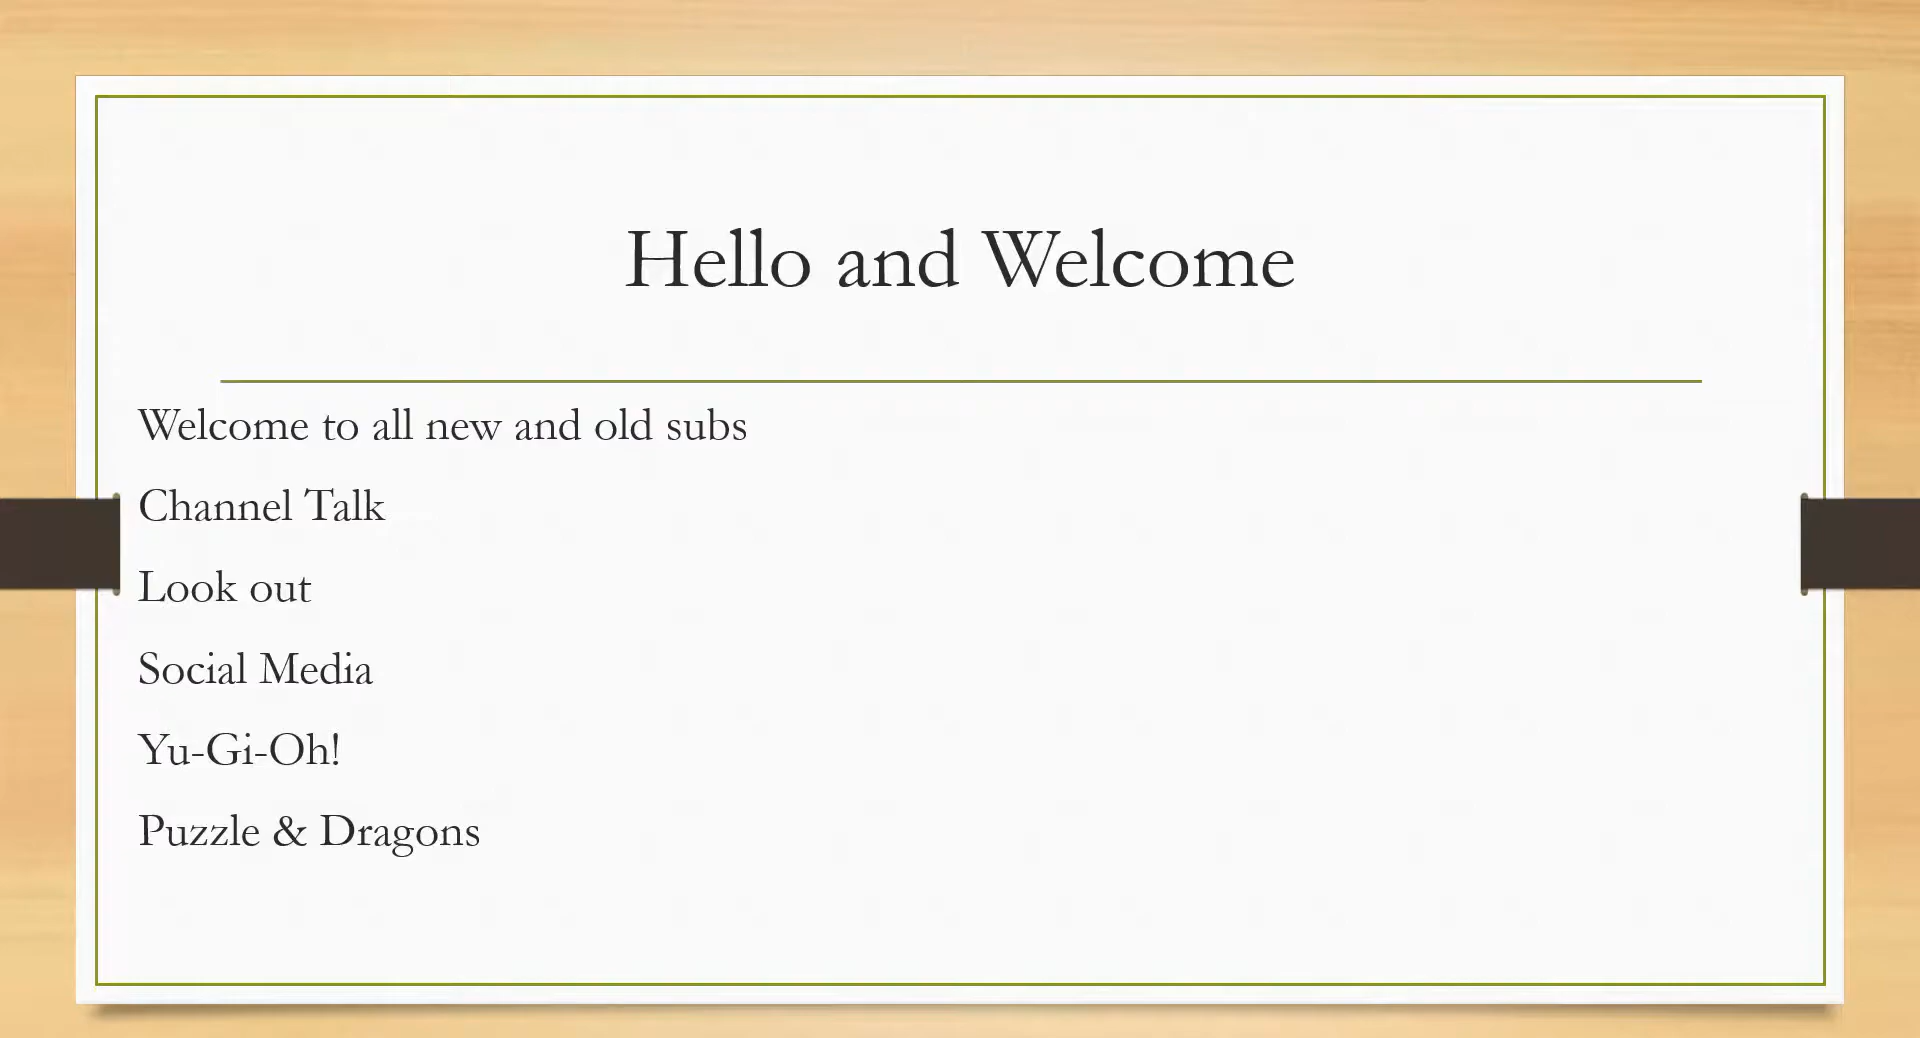 Hello and Welcome
Welcome to all new and old subs
Channel Talk
Look out
Social Media
Yu-Gi-Oh!
Puzzle & Dragons